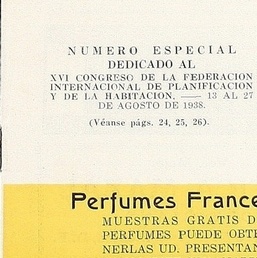 NUMERO ESPECIAL
DEDICADO AL
XVI CONGRESO DE LA FEDERACION
INTERNACIONAL DE PLANIFICACION
Y DE LA HABITACION. —— 13 AL 27
DE AGOSTO DE 1938.
(Véanse págs. 24, 25, 26).
Perfumes France
MUESTRAS GRATIS D
PERFUMES PUEDE OBTE
NERLAS UD. PRESENTAN